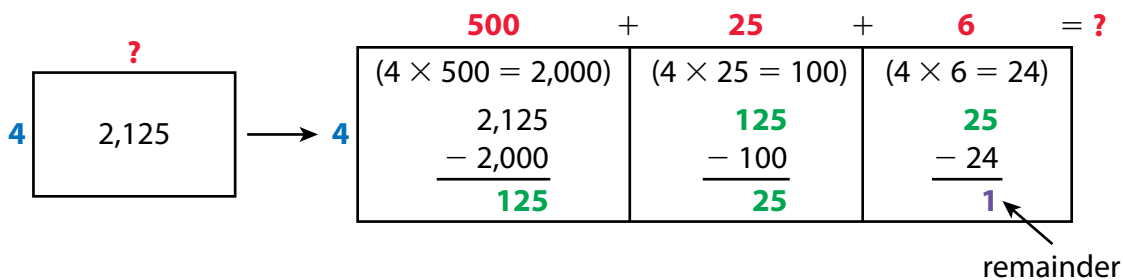 500 + 25 + 6 = ?
?
(4 × 500 = 2,000) (4 × 25 = 100) (4 × 6 = 24)
4 2,125 4 2,125 125 25
− 2,000 − 100 − 24
125 25 1
remainder